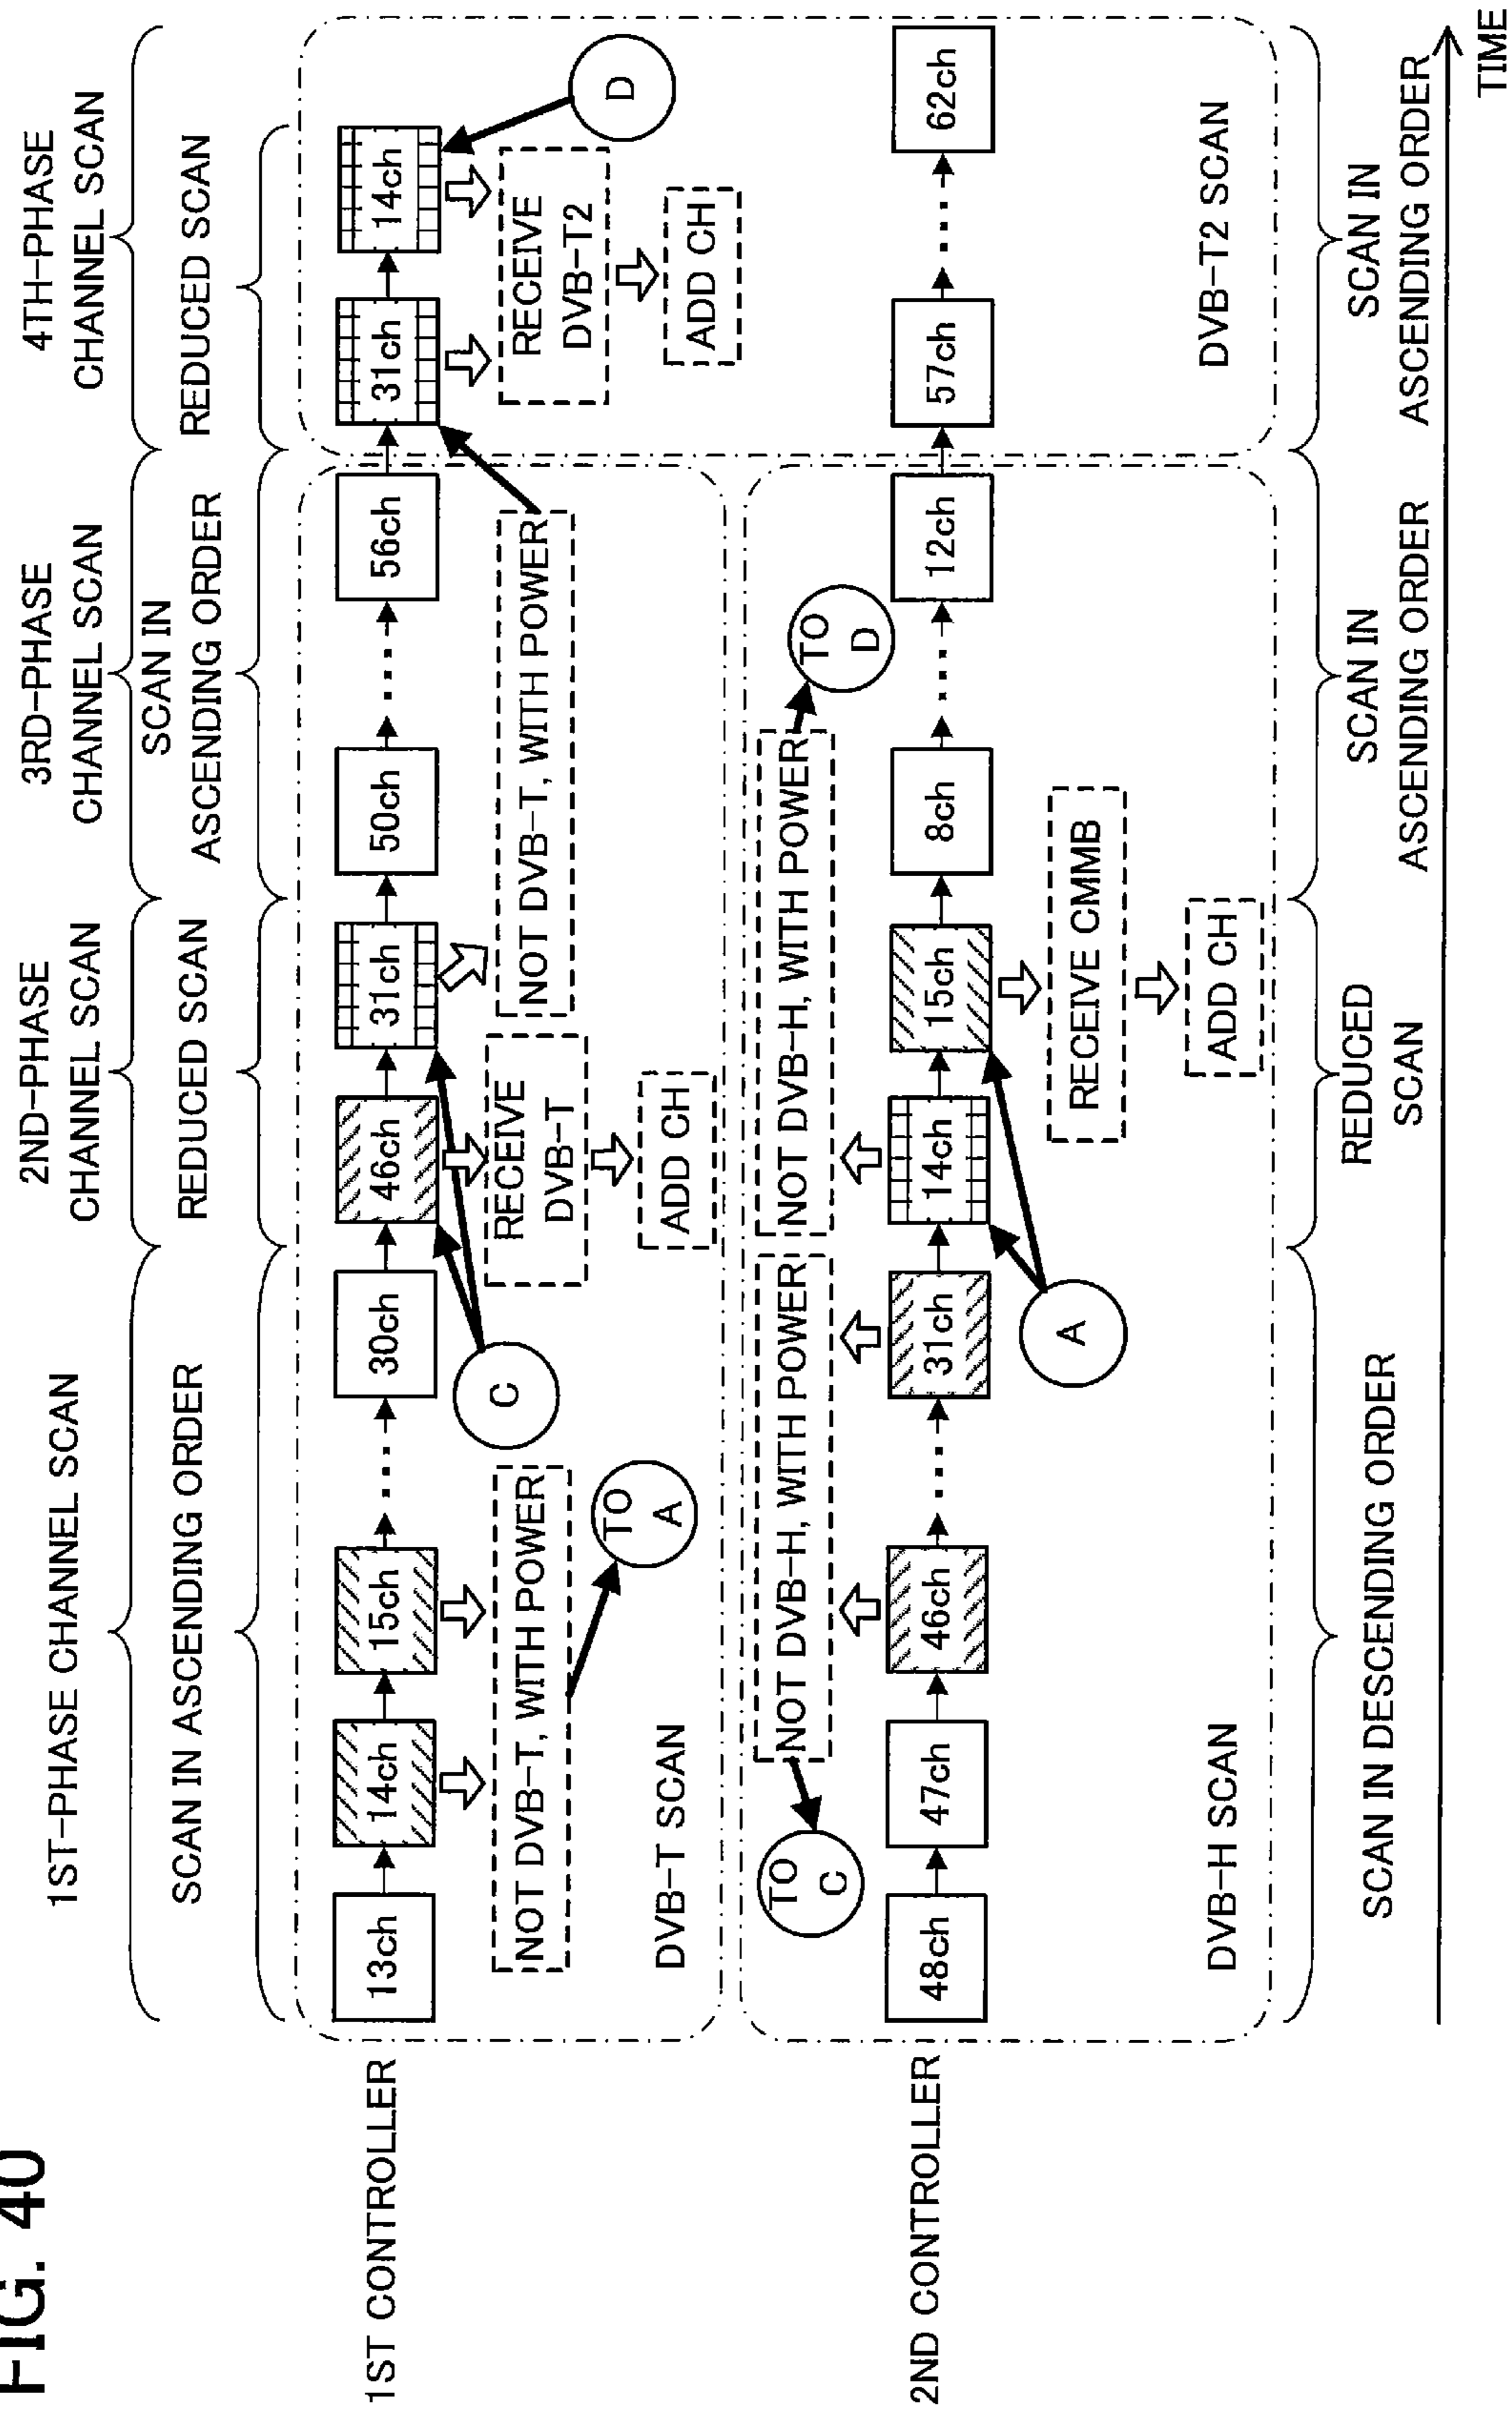 FIG. 40
1ST-PHASE CHANNEL SCAN
2ND-PHASE
CHANNEL SCAN
3RD-PHASE
CHANNEL SCAN
4TH-PHASE
CHANNEL SCAN
SCAN IN ASCENDING ORDER
REDUCED SCAN
SCAN IN
ASCENDING ORDER
REDUCED SCAN
1ST CONTROLLER
13ch
14ch
15ch
30ch
46ch
31ch
50ch
56ch
31ch
14ch
NOT DVB-T, WITH POWER
TO
A
C
RECEIVE
DVB-T
ADD CH
NOT DVB-T, WITH POWER
RECEIVE
DVB-T2
ADD CH
D
DVB-T SCAN
TO
C
NOT DVB-H, WITH POWER
NOT DVB-H, WITH POWER
TO
D
2ND CONTROLLER
48ch
47ch
46ch
31ch
14ch
15ch
8ch
12ch
57ch
62ch
A
RECEIVE CMMB
ADD CH
DVB-H SCAN
DVB-T2 SCAN
SCAN IN DESCENDING ORDER
REDUCED
SCAN
SCAN IN
ASCENDING ORDER
SCAN IN
ASCENDING ORDER
TIME